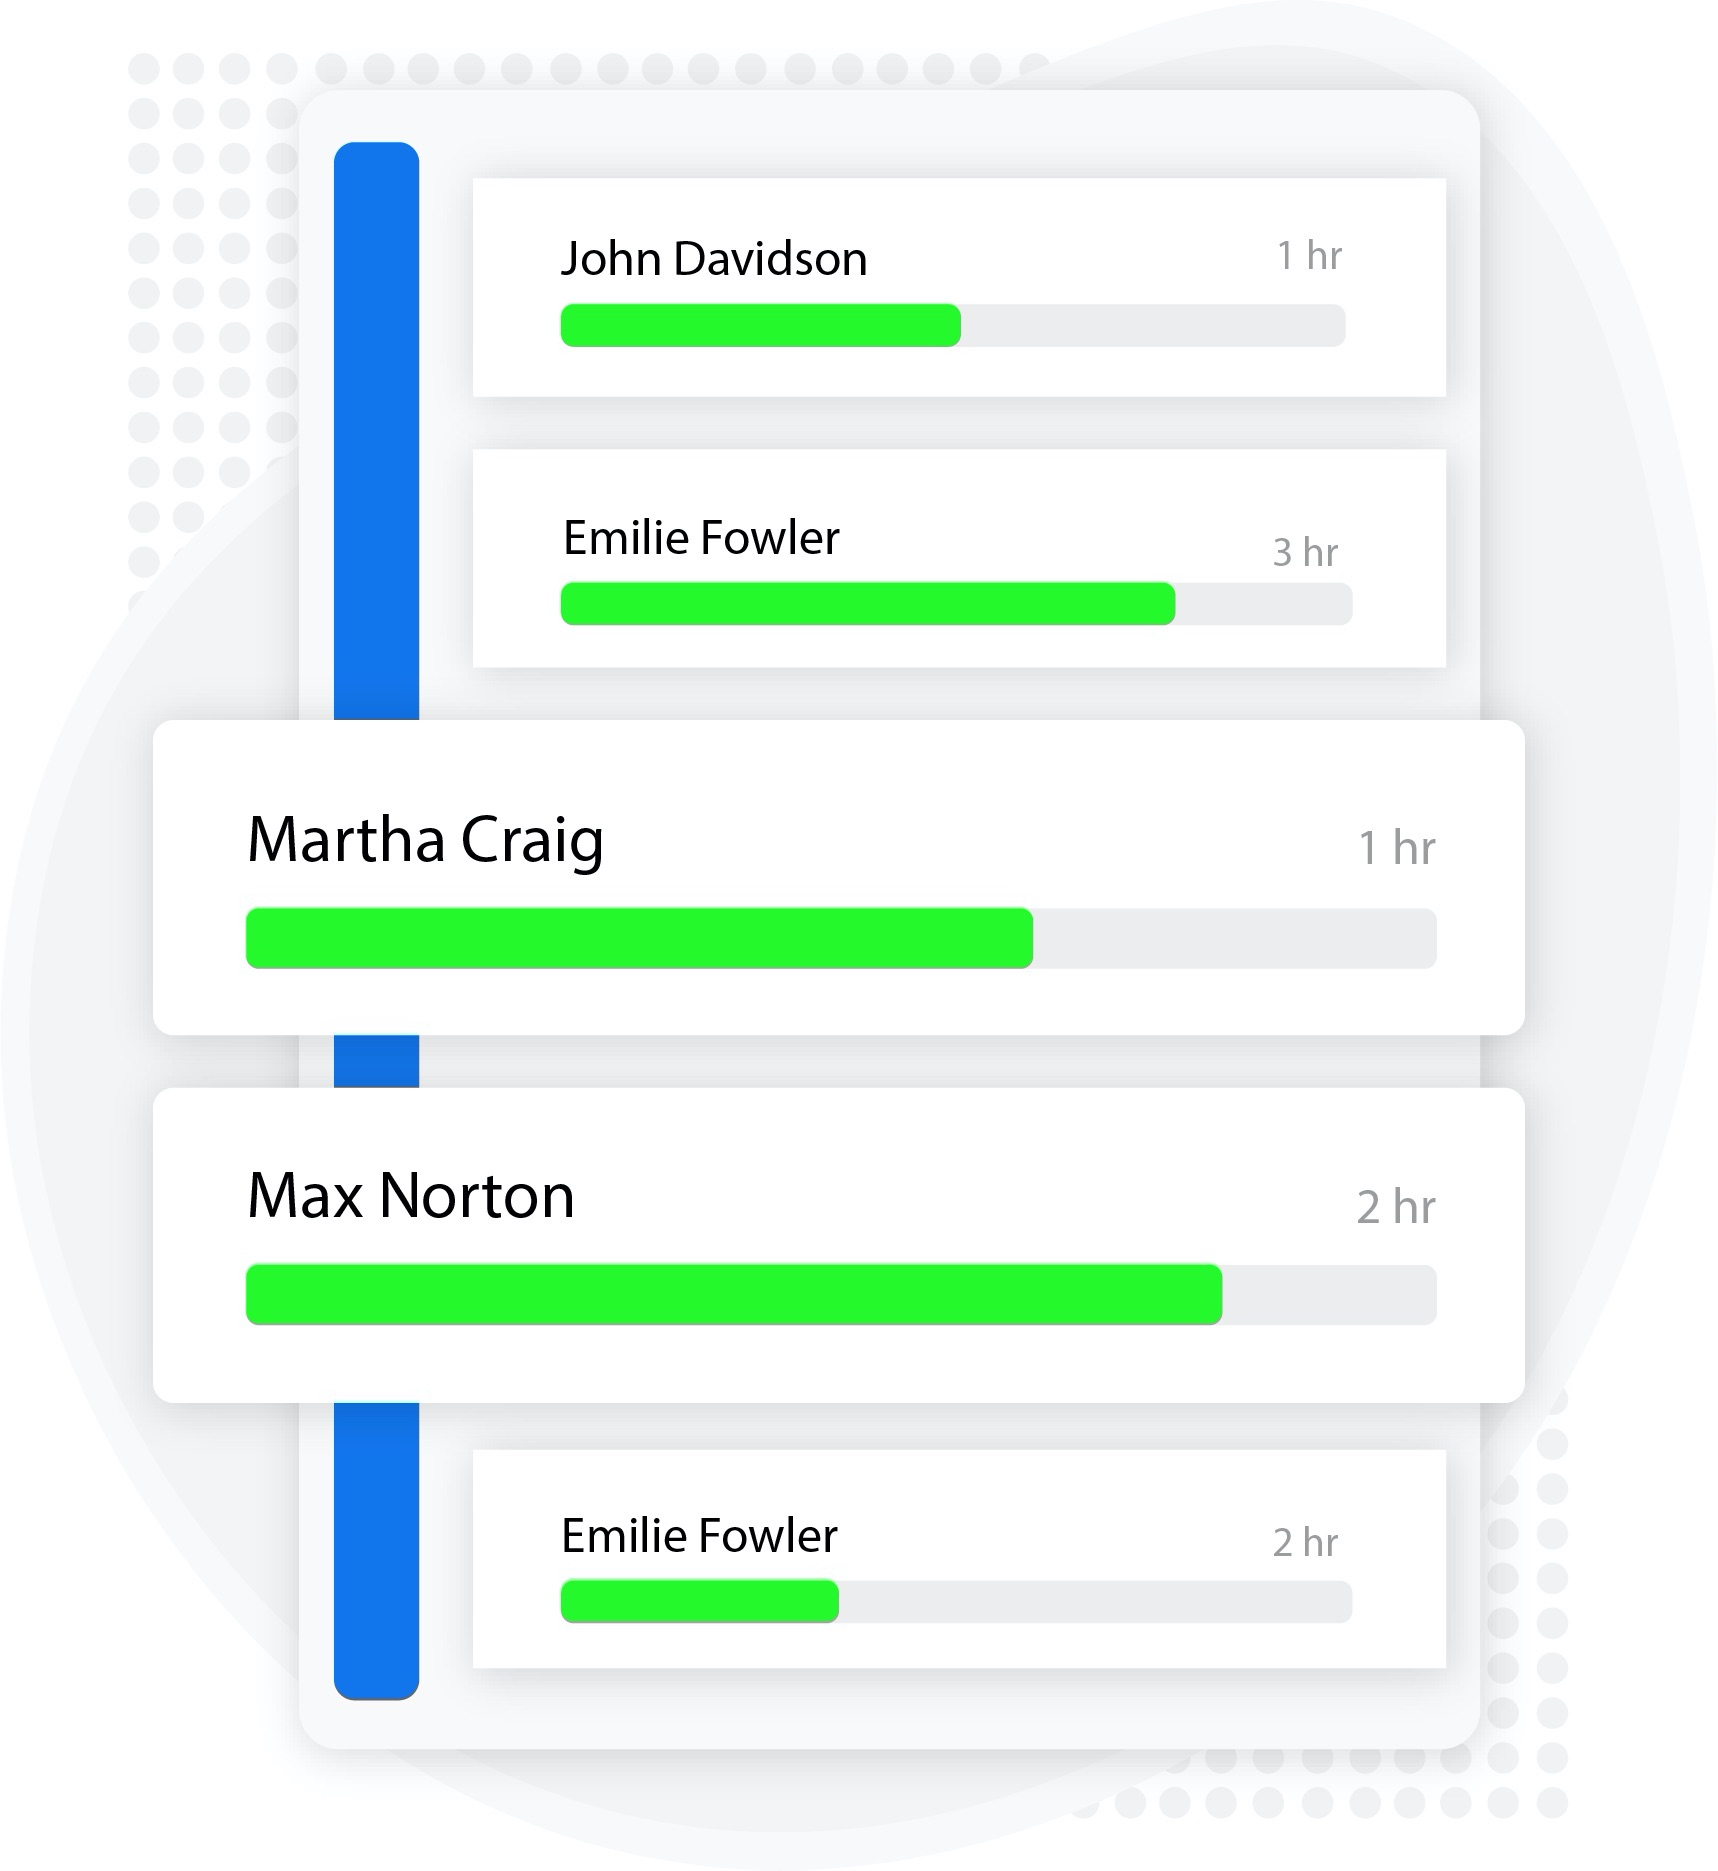 John Davidson
1 hr
Emilie Fowler
3 hr
Martha Craig
1 hr
Max Norton
2 hr
Emilie Fowler
2 hr